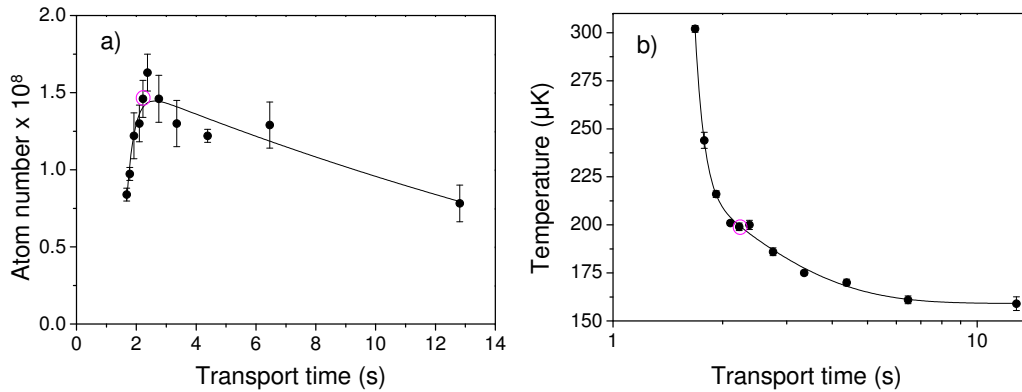 a)
Atom number x 10⁸
2.0
1.5
1.0
0.5
0.0
0 2 4 6 8 10 12 14
Transport time (s)
b)
Temperature (µK)
300
275
250
225
200
175
150
1 10
Transport time (s)